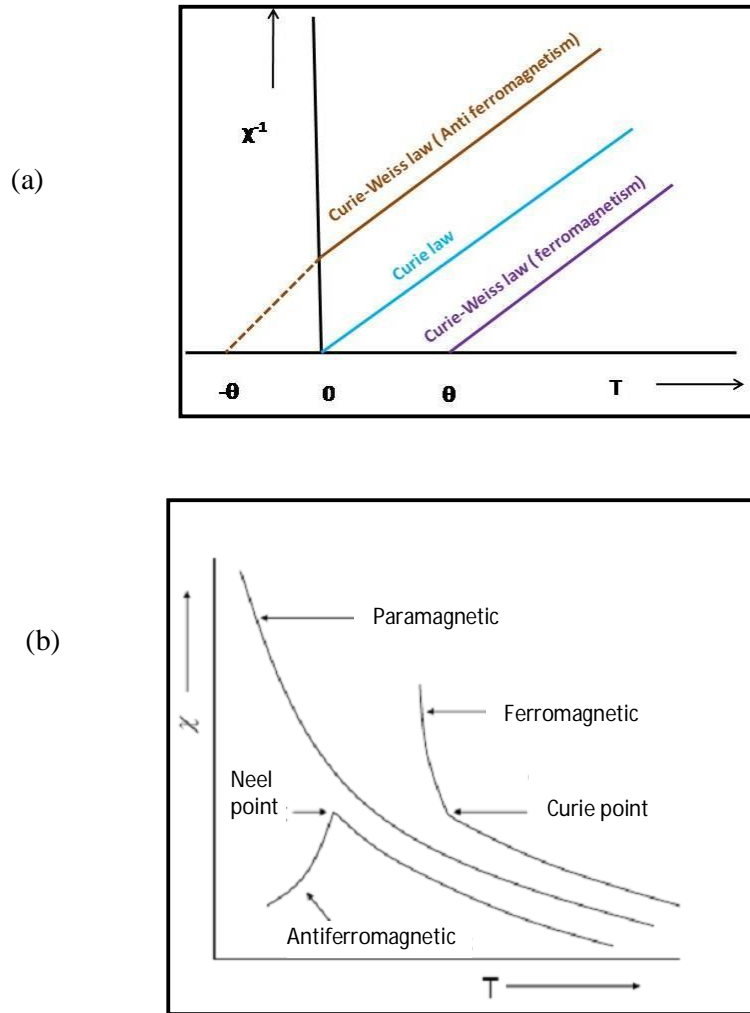 (a)
χ⁻¹
Curie-Weiss law ( Anti ferromagnetism)
Curie law
Curie-Weiss law ( ferromagnetism)
-θ
0
θ
T
(b)
χ
Paramagnetic
Ferromagnetic
Neel
point
Curie point
Antiferromagnetic
T